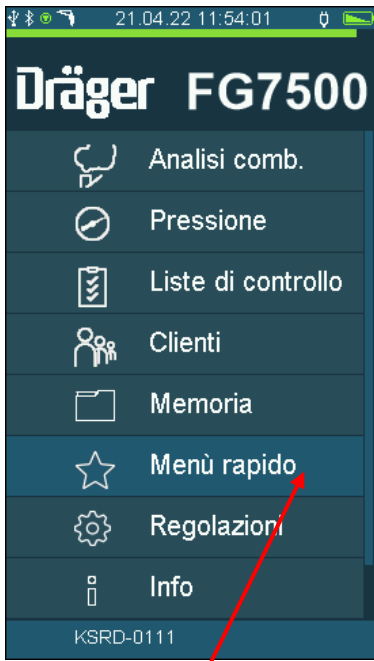 21.04.22 11:54:01
Dräger FG7500
Analisi comb.
Pressione
Liste di controllo
Clienti
Memoria
Menù rapido
Regolazioni
Info
KSRD-0111